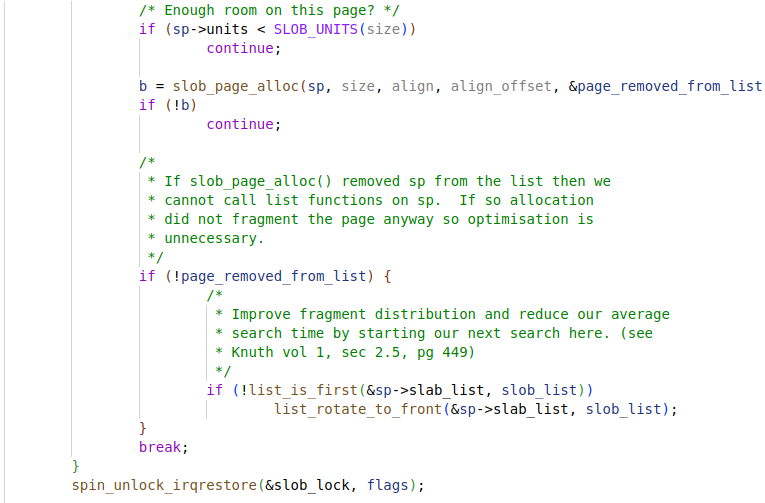 /* Enough room on this page? */
if (sp->units < SLOB_UNITS(size))
continue;
b = slob_page_alloc(sp, size, align, align_offset, &page_removed_from_list
if (!b)
continue;
/*
* If slob_page_alloc() removed sp from the list then we
* cannot call list functions on sp.  If so allocation
* did not fragment the page anyway so optimisation is
* unnecessary.
*/
if (!page_removed_from_list) {
/*
* Improve fragment distribution and reduce our average
* search time by starting our next search here. (see
* Knuth vol 1, sec 2.5, pg 449)
*/
if (!list_is_first(&sp->slab_list, slob_list))
list_rotate_to_front(&sp->slab_list, slob_list);
}
break;
}
spin_unlock_irqrestore(&slob_lock, flags);